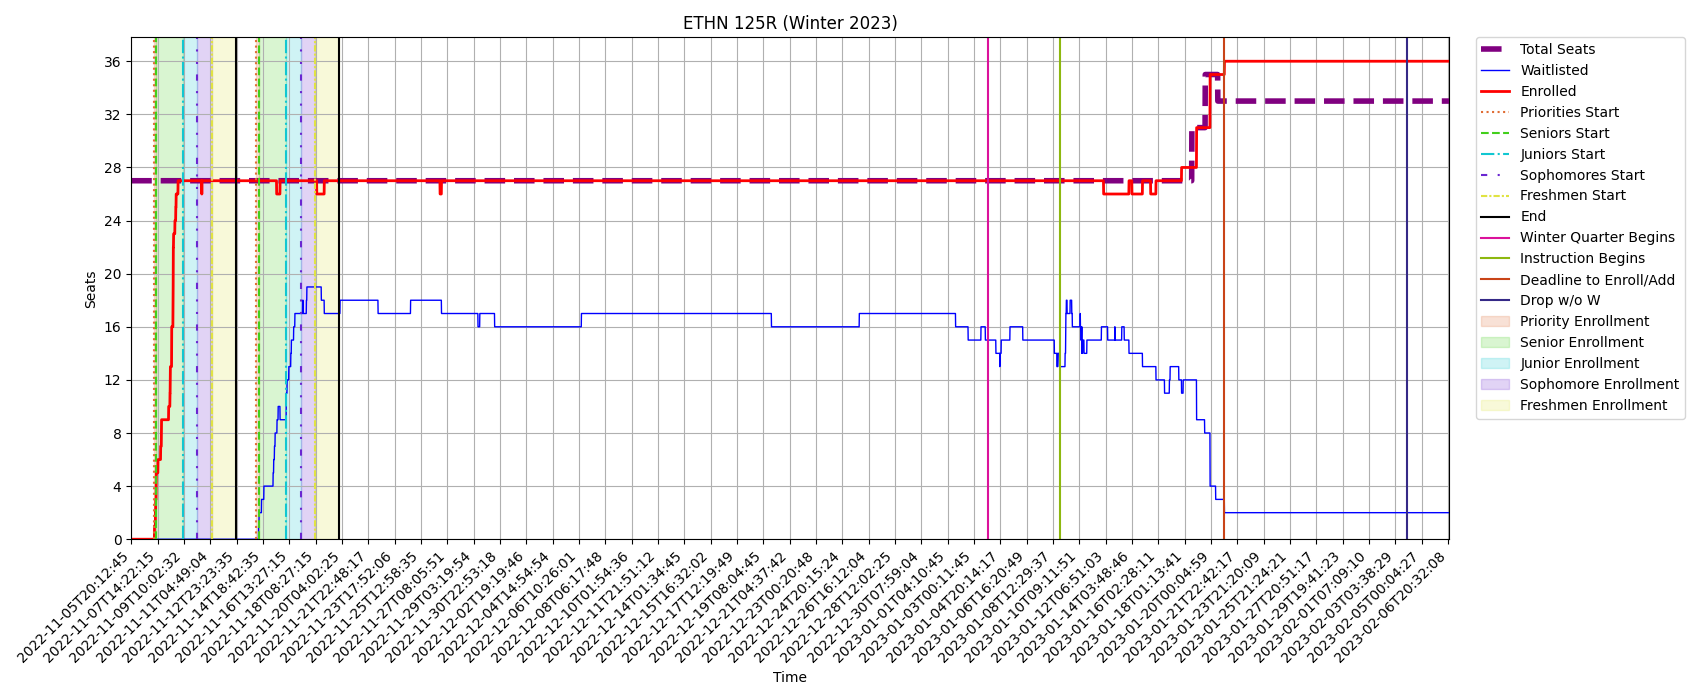 ETHN 125R (Winter 2023)
Seats
36
32
28
24
20
16
12
8
4
0
2022-11-05T20:12:45
2022-11-07T14:22:15
2022-11-09T10:02:32
2022-11-11T04:49:04
2022-11-12T23:23:35
2022-11-14T18:42:35
2022-11-16T13:27:15
2022-11-18T08:27:15
2022-11-20T04:02:25
2022-11-21T22:48:17
2022-11-23T17:52:06
2022-11-25T12:58:35
2022-11-27T08:05:51
2022-11-29T03:19:54
2022-11-30T22:53:18
2022-12-02T19:19:46
2022-12-04T14:54:54
2022-12-06T10:26:01
2022-12-08T06:17:48
2022-12-10T01:54:36
2022-12-11T21:51:12
2022-12-14T01:34:45
2022-12-15T16:32:02
2022-12-17T12:19:49
2022-12-19T08:04:45
2022-12-21T04:37:42
2022-12-23T00:20:48
2022-12-24T20:15:24
2022-12-26T16:12:04
2022-12-28T12:02:25
2022-12-30T07:59:04
2023-01-01T04:10:45
2023-01-03T00:11:45
2023-01-04T20:14:17
2023-01-06T16:20:49
2023-01-08T12:29:37
2023-01-10T09:11:51
2023-01-12T06:51:03
2023-01-14T03:48:46
2023-01-16T02:28:11
2023-01-18T01:13:41
2023-01-20T00:04:59
2023-01-21T22:42:17
2023-01-23T21:20:09
2023-01-25T21:24:21
2023-01-27T20:51:17
2023-01-29T19:41:23
2023-02-01T07:09:10
2023-02-03T03:38:29
2023-02-05T00:04:27
2023-02-06T20:32:08
Time
Total Seats
Waitlisted
Enrolled
Priorities Start
Seniors Start
Juniors Start
Sophomores Start
Freshmen Start
End
Winter Quarter Begins
Instruction Begins
Deadline to Enroll/Add
Drop w/o W
Priority Enrollment
Senior Enrollment
Junior Enrollment
Sophomore Enrollment
Freshmen Enrollment